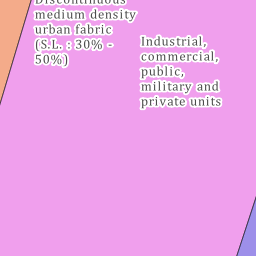 Discontinuous
medium density
urban fabric
(S.L. : 30% -
50%)
Industrial,
commercial,
public,
military and
private units